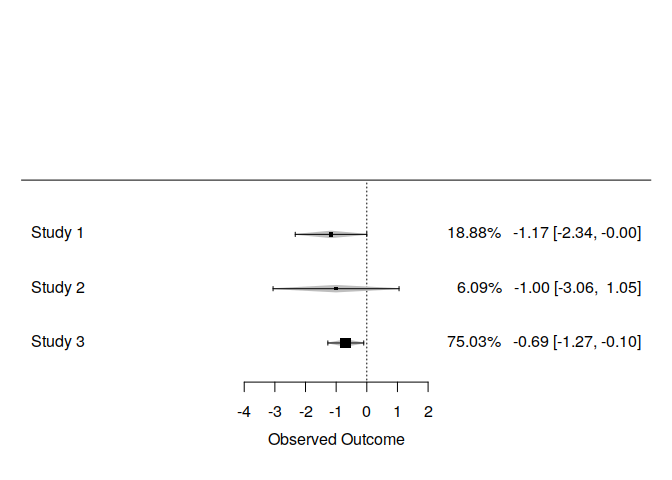 Study 1 18.88% -1.17 [-2.34, -0.00]
Study 2 6.09% -1.00 [-3.06, 1.05]
Study 3 75.03% -0.69 [-1.27, -0.10]
-4 -3 -2 -1 0 1 2
Observed Outcome